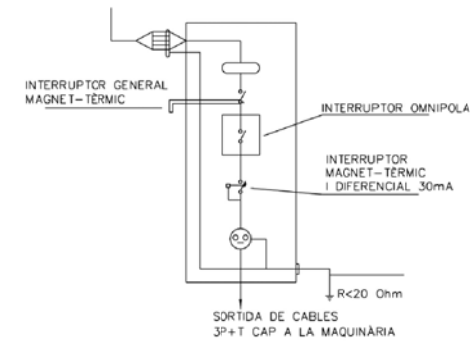 INTERRUPTOR GENERAL
MAGNET-TÈRMIC
INTERRUPTOR OMNIPOLA
INTERRUPTOR
MAGNET-TÈRMIC
I DIFERENCIAL 30mA
R<20 Ohm
SORTIDA DE CABLES
3P+T CAP A LA MAQUINÀRIA